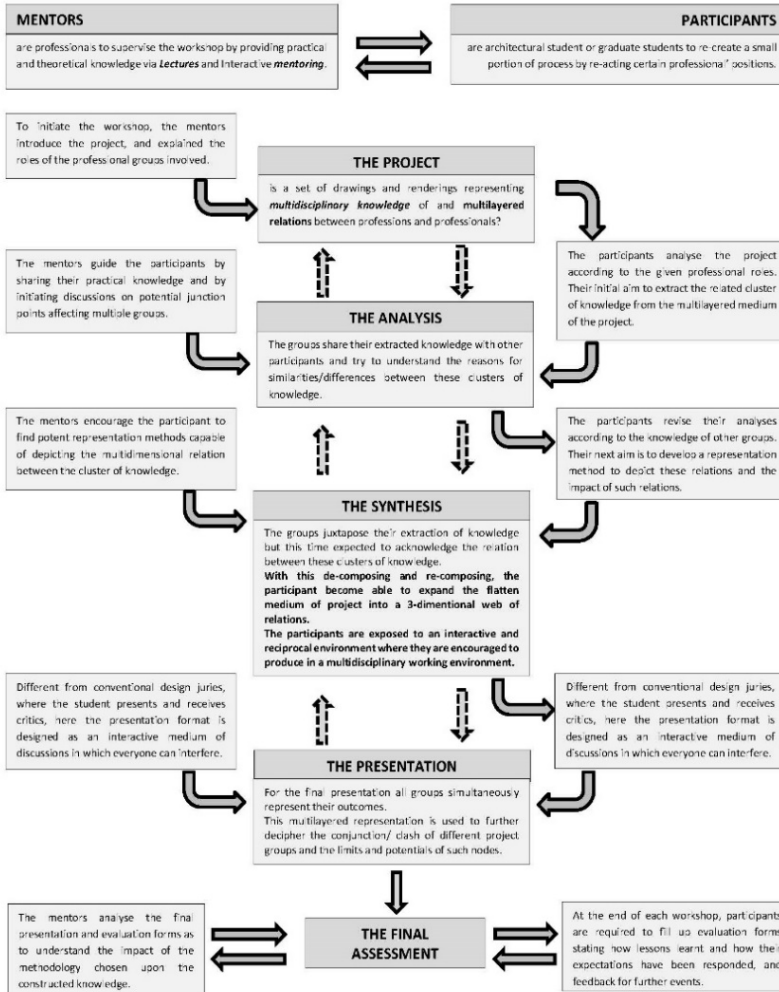 MENTORS
are professionals to supervise the workshop by providing practical
and theoretical knowledge via Lectures and Interactive mentoring.
PARTICIPANTS
are architectural student or graduate students to re-create a small
portion of process by re-acting certain professional' positions.
To initiate the workshop, the mentors
introduce the project, and explained the
roles of the professional groups involved.
THE PROJECT
is a set of drawings and renderings representing
multidisciplinary knowledge of and multilayered
relations between professions and professionals?
The mentors guide the participants by
sharing their practical knowledge and by
initiating discussions on potential junction
points affecting multiple groups.
The participants analyse the project
according to the given professional roles.
Their initial aim to extract the related cluster
of knowledge from the multilayered medium
of the project.
THE ANALYSIS
The groups share their extracted knowledge with other
participants and try to understand the reasons for
similarities/differences between these clusters of
knowledge.
The mentors encourage the participant to
find potent representation methods capable
of depicting the multidimensional relation
between the cluster of knowledge.
The participants revise their analyses
according to the knowledge of other groups.
Their next aim is to develop a representation
method to depict these relations and the
impact of such relations.
THE SYNTHESIS
The groups juxtapose their extraction of knowledge
but this time expected to acknowledge the relation
between these clusters of knowledge.
With this de-composing and re-composing, the
participant become able to expand the flatten
medium of project into a 3-dimentional web of
relations.
The participants are exposed to an interactive and
reciprocal environment where they are encouraged to
produce in a multidisciplinary working environment.
Different from conventional design juries,
where the student presents and receives
critics, here the presentation format is
designed as an interactive medium of
discussions in which everyone can interfere.
Different from conventional design juries,
where the student presents and receives
critics, here the presentation format is
designed as an interactive medium of
discussions in which everyone can interfere.
THE PRESENTATION
For the final presentation all groups simultaneously
represent their outcomes.
This multilayered representation is used to further
decipher the conjunction/ clash of different project
groups and the limits and potentials of such nodes.
The mentors analyse the final
presentation and evaluation forms as
to understand the impact of the
methodology chosen upon the
constructed knowledge.
THE FINAL
ASSESSMENT
At the end of each workshop, participants
are required to fill up evaluation forms
stating how lessons learnt and how their
expectations have been responded, and
feedback for further events.